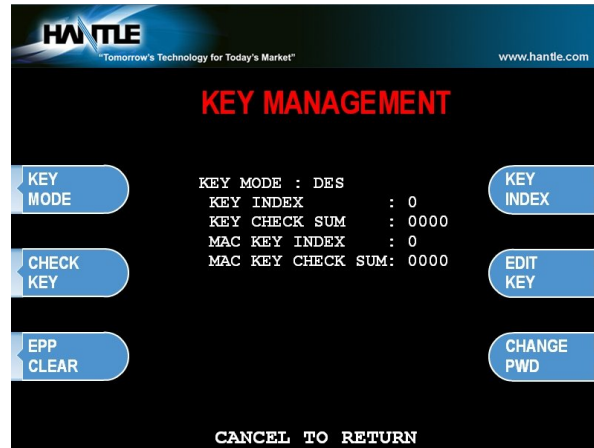 HANTLE
"Tomorrow's Technology for Today's Market"
www.hantle.com
KEY MANAGEMENT
KEY MODE
KEY MODE : DES
KEY INDEX : 0
KEY CHECK SUM : 0000
MAC KEY INDEX : 0
MAC KEY CHECK SUM: 0000
KEY INDEX
CHECK KEY
EDIT KEY
EPP CLEAR
CHANGE PWD
CANCEL TO RETURN